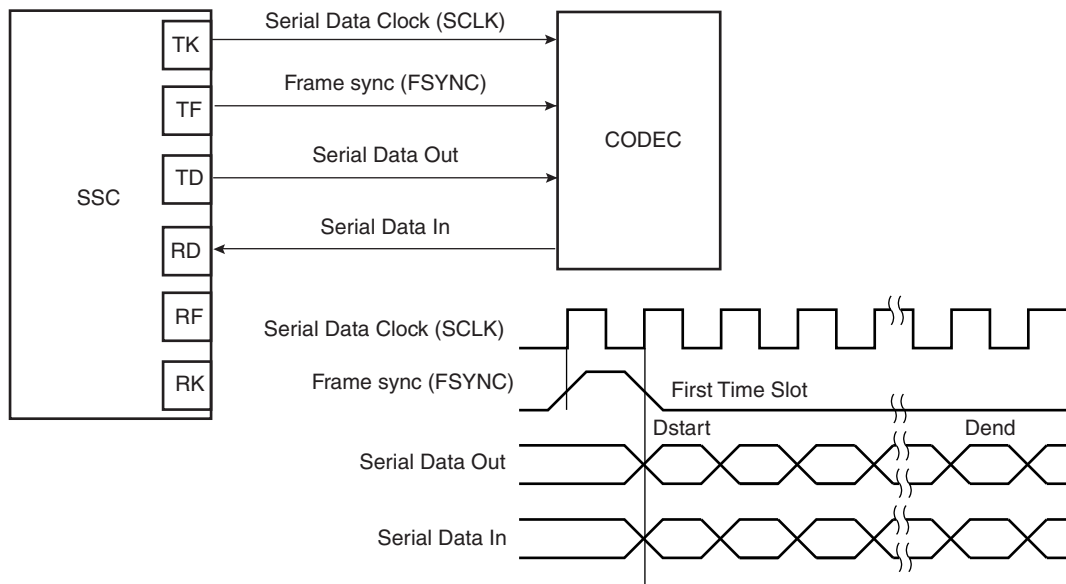 SSC
TK
TF
TD
RD
RF
RK
Serial Data Clock (SCLK)
Frame sync (FSYNC)
Serial Data Out
Serial Data In
CODEC
Serial Data Clock (SCLK)
Frame sync (FSYNC)
First Time Slot
Dstart
Dend
Serial Data Out
Serial Data In